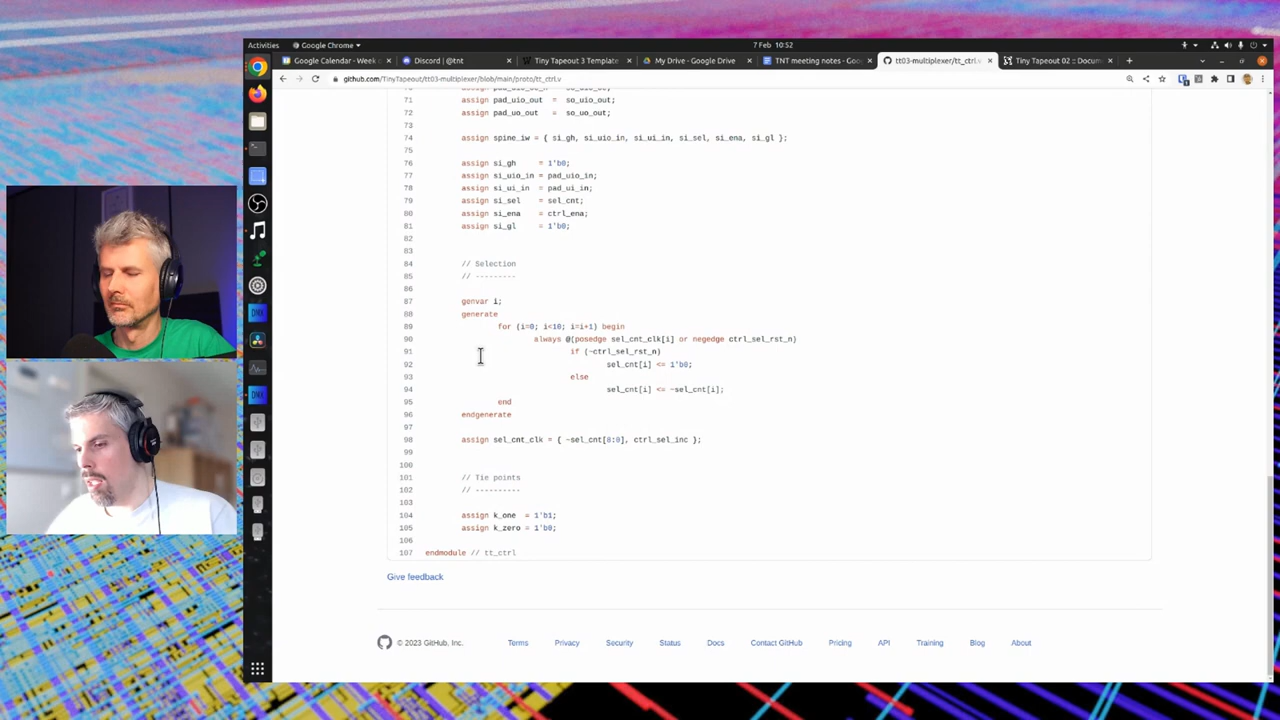 Activities
Google Chrome
7 Feb 10:52
Google Calendar - Week
Discord | @tnt
Tiny Tapeout 3 Template
My Drive - Google Drive
TNT meeting notes - Goo
tt03-multiplexer/tt_ctrl.v
Tiny Tapeout 02 :: Docum
github.com/TinyTapeout/tt03-multiplexer/blob/main/proto/tt_ctrl.v
71 assign pad_uio_out = so_uio_out;
72 assign pad_uo_out = so_uo_out;
73
74 assign spine_iw = { si_gh, si_uio_in, si_ui_in, si_sel, si_ena, si_gl };
75
76 assign si_gh = 1'b0;
77 assign si_uio_in = pad_uio_in;
78 assign si_ui_in = pad_ui_in;
79 assign si_sel = sel_cnt;
80 assign si_ena = ctrl_ena;
81 assign si_gl = 1'b0;
82
83
84 // Selection
85 // ---------
86
87 genvar i;
88 generate
89 for (i=0; i<10; i=i+1) begin
90 always @(posedge sel_cnt_clk[i] or negedge ctrl_sel_rst_n)
91 if (~ctrl_sel_rst_n)
92 sel_cnt[i] <= 1'b0;
93 else
94 sel_cnt[i] <= ~sel_cnt[i];
95 end
96 endgenerate
97
98 assign sel_cnt_clk = { ~sel_cnt[8:0], ctrl_sel_inc };
99
100
101 // Tie points
102 // ----------
103
104 assign k_one = 1'b1;
105 assign k_zero = 1'b0;
106
107 endmodule // tt_ctrl
Give feedback
© 2023 GitHub, Inc.
Terms
Privacy
Security
Status
Docs
Contact GitHub
Pricing
API
Training
Blog
About